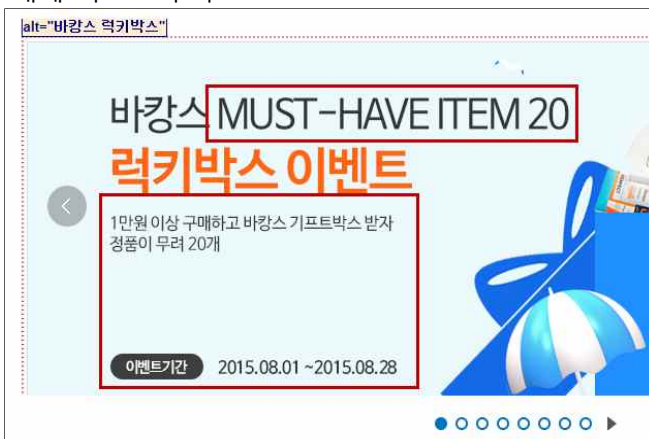 alt="바캉스 럭키박스"
바캉스 MUST-HAVE ITEM 20
럭키박스 이벤트
1만원 이상 구매하고 바캉스 기프트박스 받자
정품이 무려 20개
이벤트기간 2015.08.01 ~2015.08.28